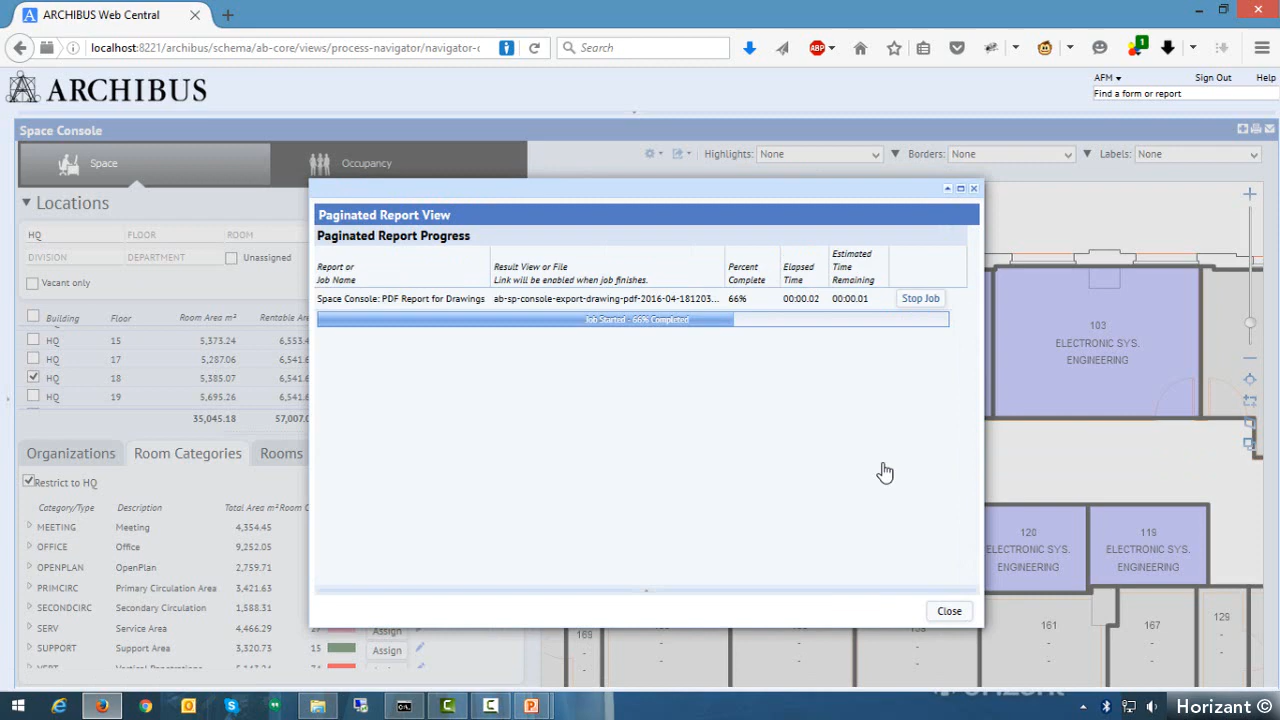 ARCHIBUS Web Central
localhost:8221/archibus/schema/ab-core/views/process-navigator/navigator-c
Search
ABP
1
ARCHIBUS
AFM
Sign Out
Help
Find a form or report
Space Console
Space
Occupancy
Highlights: None
Borders: None
Labels: None
Locations
HQ
FLOOR
ROOM
DIVISION
DEPARTMENT
Unassigned
Vacant only
Building Floor Room Area m² Rentable Area
HQ 15 5,373.24 6,553.4
HQ 17 5,287.06 6,541.6
HQ 18 5,385.07 6,541.6
HQ 19 5,695.26 6,541.6
35,045.18 57,007.0
Organizations
Room Categories
Rooms
Restrict to HQ
Category/Type Description Total Area m² Room C
MEETING Meeting 4,354.45
OFFICE Office 9,252.05
OPENPLAN OpenPlan 2,759.71
PRIMCIRC Primary Circulation Area 3,421.63
SECONDCIRC Secondary Circulation 1,588.31
SERV Service Area 4,466.29 Assign
SUPPORT Support Area 3,320.73 15 Assign
Paginated Report View
Paginated Report Progress
Report or
Job Name
Result View or File
Link will be enabled when job finishes.
Percent
Complete
Elapsed
Time
Estimated
Time
Remaining
Space Console: PDF Report for Drawings ab-sp-console-export-drawing-pdf-2016-04-181203... 66% 00:00.02 00:00.01 Stop Job
Job Started - 66% Completed
Close
103
ELECTRONIC SYS.
ENGINEERING
120
ELECTRONIC SYS.
ENGINEERING
119
ELECTRONIC SYS.
ENGINEERING
169
161
167
129
Horizant ©